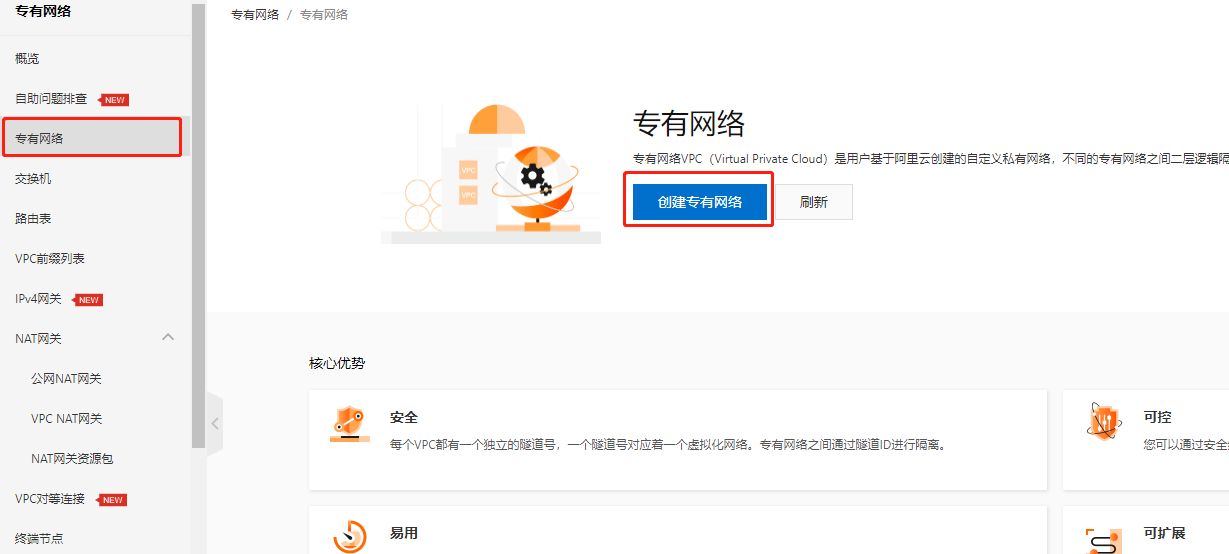 专有网络
概览
自助问题排查 NEW
专有网络
交换机
路由表
VPC前缀列表
IPv4网关 NEW
NAT网关
公网NAT网关
VPC NAT网关
NAT网关资源包
VPC对等连接 NEW
终端节点
专有网络 / 专有网络
VPC
VPC
专有网络
专有网络VPC（Virtual Private Cloud）是用户基于阿里云创建的自定义私有网络，不同的专有网络之间二层逻辑隔
创建专有网络 刷新
核心优势
安全
每个VPC都有一个独立的隧道号，一个隧道号对应着一个虚拟化网络。专有网络之间通过隧道ID进行隔离。
可控
您可以通过安全
易用
可扩展